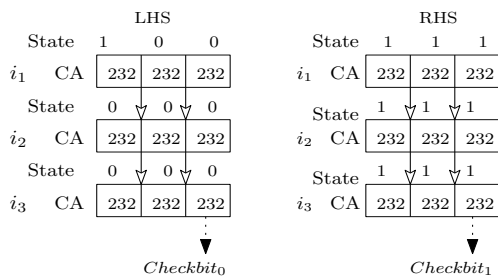 LHS RHS
State 1 0 0 State 1 1 1
i₁ CA 232 232 232 i₁ CA 232 232 232
State 0 0 0 State 1 1 1
i₂ CA 232 232 232 i₂ CA 232 232 232
State 0 0 0 State 1 1 1
i₃ CA 232 232 232 i₃ CA 232 232 232
Checkbit₀ Checkbit₁